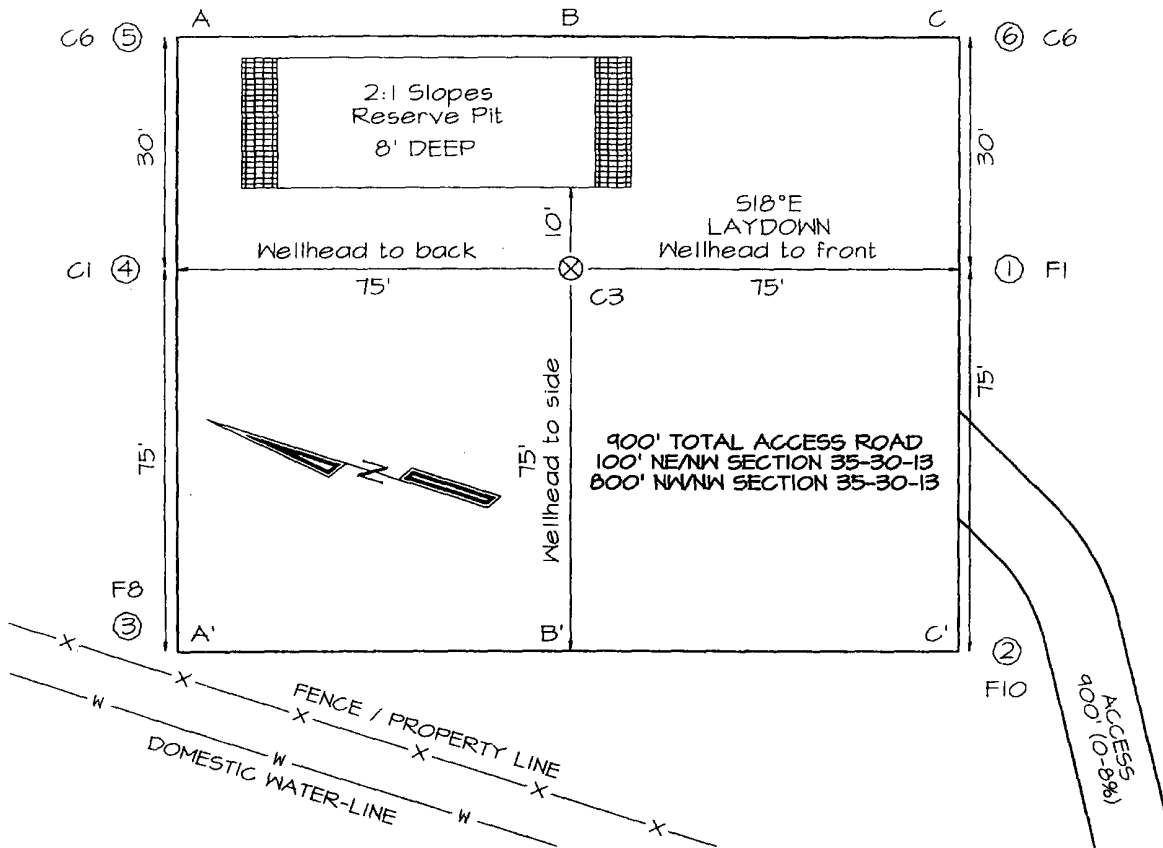 A
B
C
C6 5
6 C6
2:1 Slopes
Reserve Pit
8' DEEP
30'
30'
10'
S18°E
LAYDOWN
Wellhead to back
Wellhead to front
C1 4
1 F1
75'
75'
C3
75'
75'
75'
Wellhead to side
N
900' TOTAL ACCESS ROAD
100' NE/NW SECTION 35-30-13
800' NW/NW SECTION 35-30-13
F8
3
A'
B'
C'
2
F10
X X X X X X
FENCE / PROPERTY LINE
W W W
DOMESTIC WATER-LINE
ACCESS
900' (0-8%)